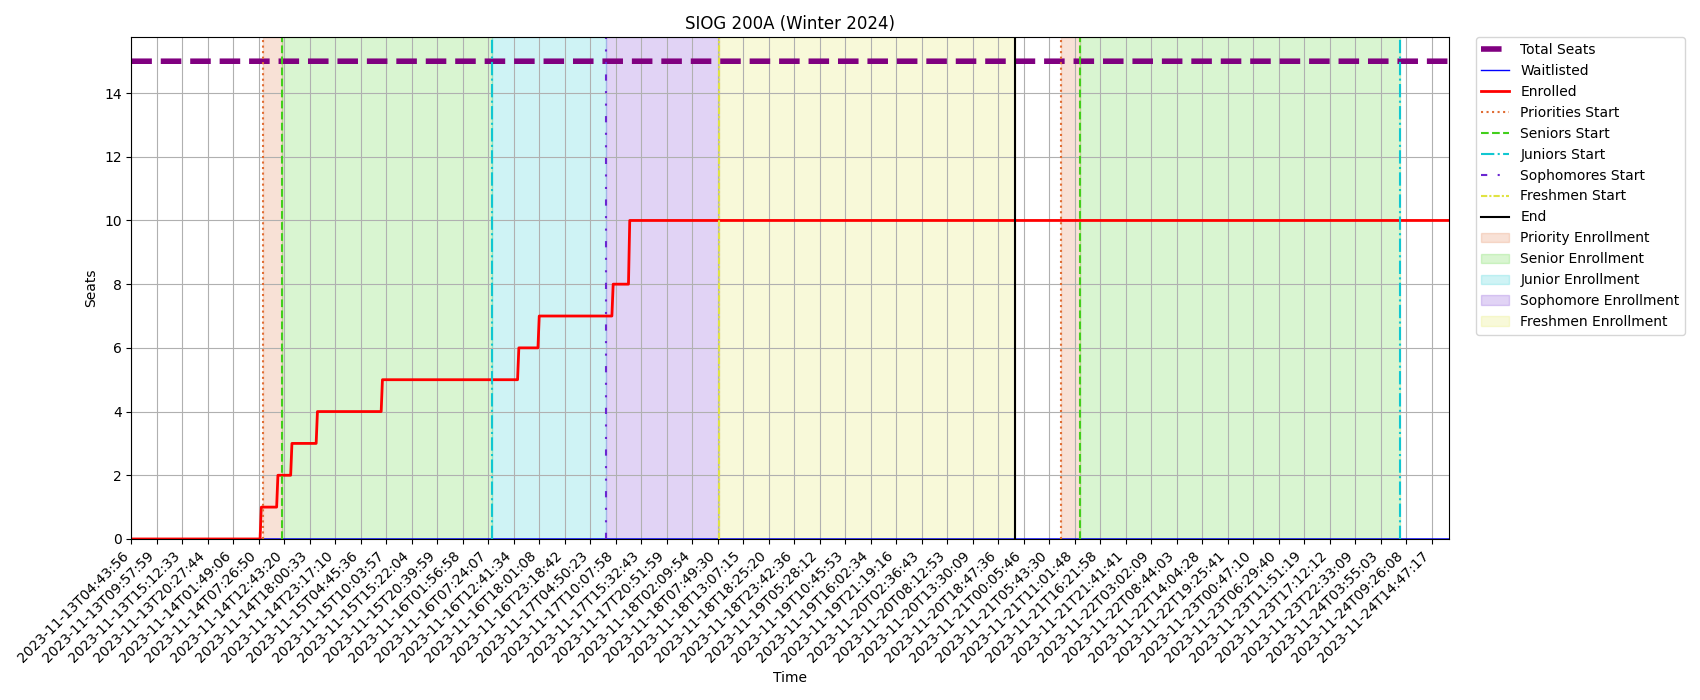 SIOG 200A (Winter 2024)
Seats
14
12
10
8
6
4
2
0
2023-11-13T04:43:56
2023-11-13T09:57:59
2023-11-13T15:12:33
2023-11-13T20:27:44
2023-11-14T01:49:06
2023-11-14T07:26:50
2023-11-14T12:43:20
2023-11-14T18:00:33
2023-11-14T23:17:10
2023-11-15T04:45:36
2023-11-15T10:03:57
2023-11-15T15:22:04
2023-11-15T20:39:59
2023-11-16T01:56:58
2023-11-16T07:24:07
2023-11-16T12:41:34
2023-11-16T18:01:08
2023-11-16T23:18:42
2023-11-17T04:50:23
2023-11-17T10:07:58
2023-11-17T15:32:43
2023-11-17T20:51:59
2023-11-18T02:09:54
2023-11-18T07:49:30
2023-11-18T13:07:15
2023-11-18T18:25:20
2023-11-18T23:42:36
2023-11-19T05:28:12
2023-11-19T10:45:53
2023-11-19T16:02:34
2023-11-19T21:19:16
2023-11-20T02:36:43
2023-11-20T08:12:53
2023-11-20T13:30:09
2023-11-20T18:47:36
2023-11-21T00:05:46
2023-11-21T05:43:30
2023-11-21T11:01:48
2023-11-21T16:21:58
2023-11-21T21:41:41
2023-11-22T03:02:09
2023-11-22T08:44:03
2023-11-22T14:04:28
2023-11-22T19:25:41
2023-11-23T00:47:10
2023-11-23T06:29:40
2023-11-23T11:51:19
2023-11-23T17:12:12
2023-11-23T22:33:09
2023-11-24T03:55:03
2023-11-24T09:26:08
2023-11-24T14:47:17
Time
Total Seats
Waitlisted
Enrolled
Priorities Start
Seniors Start
Juniors Start
Sophomores Start
Freshmen Start
End
Priority Enrollment
Senior Enrollment
Junior Enrollment
Sophomore Enrollment
Freshmen Enrollment